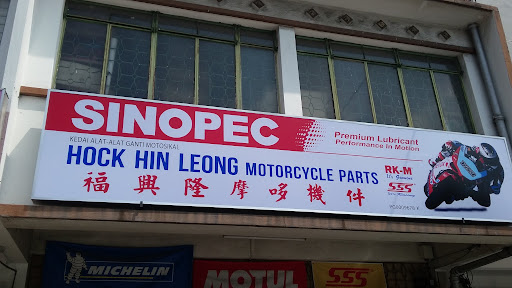 SINOPEC
Premium Lubricant
Performance In Motion
KEDAI ALAT-ALAT GANTI MOTOSIKAL
HOCK HIN LEONG MOTORCYCLE PARTS
RK-M
SSS
福興隆摩哆機件
MICHELIN
MOTUL
SSS